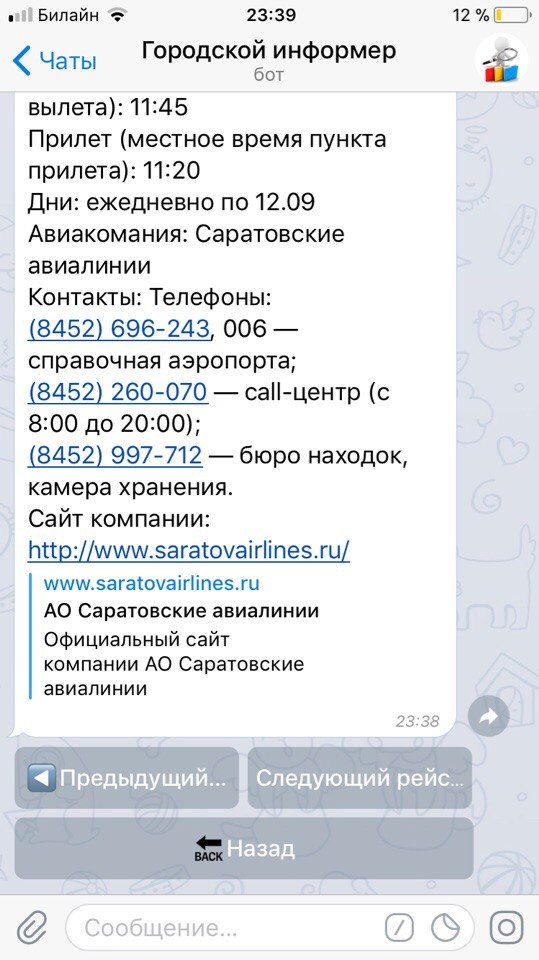 Билайн 23:39 12 %
Чаты Городской информер
бот
вылета): 11:45
Прилет (местное время пункта
прилета): 11:20
Дни: ежедневно по 12.09
Авиакомания: Саратовские
авиалинии
Контакты: Телефоны:
(8452) 696-243, 006 —
справочная аэропорта;
(8452) 260-070 — call-центр (с
8:00 до 20:00);
(8452) 997-712 — бюро находок,
камера хранения.
Сайт компании:
http://www.saratovairlines.ru/
www.saratovairlines.ru
АО Саратовские авиалинии
Официальный сайт
компании АО Саратовские
авиалинии
23:38
Предыдущий... Следующий рейс...
BACK Назад
Сообщение...